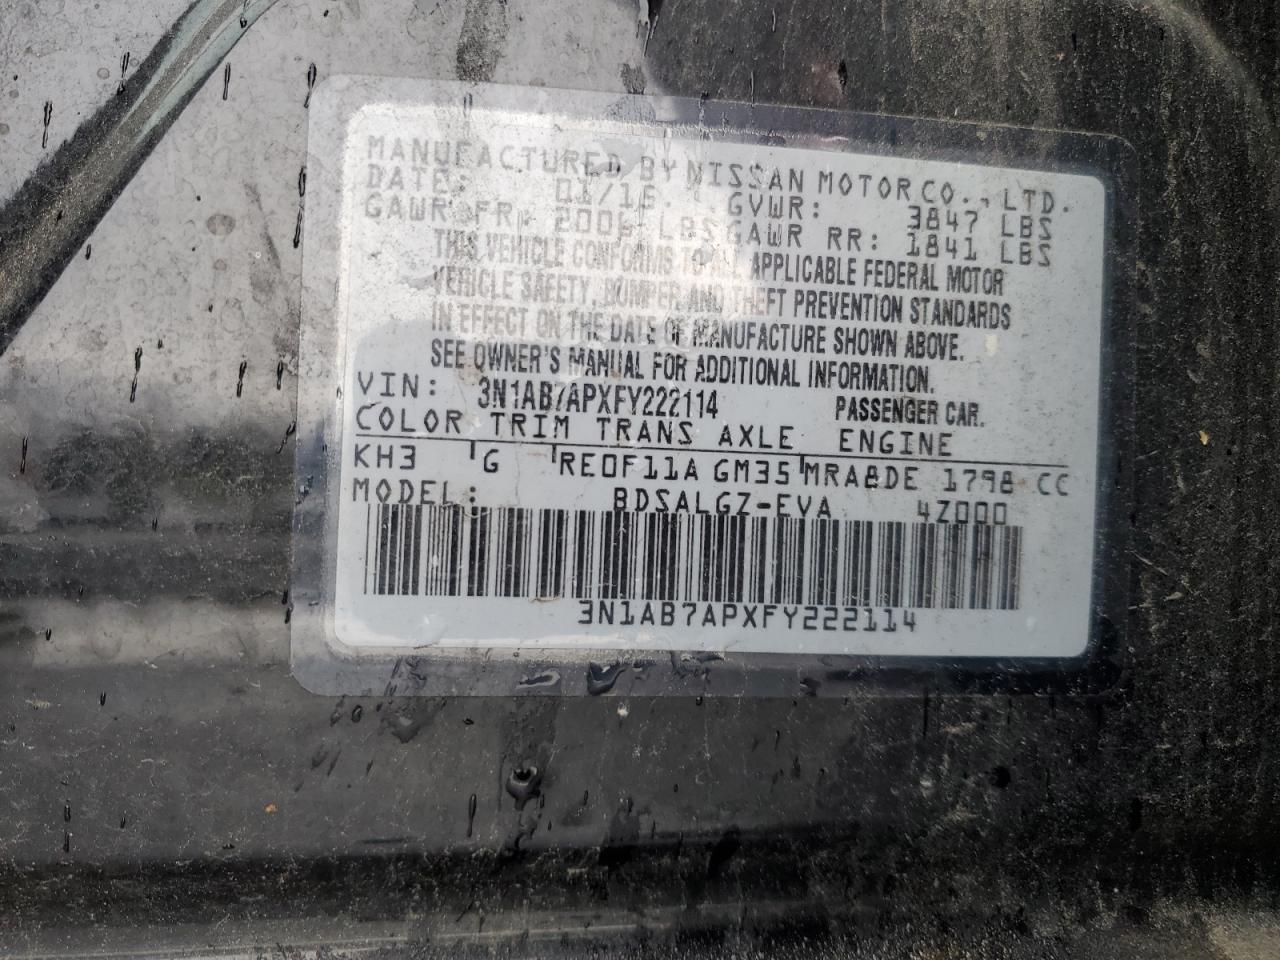 MANUFACTURED BY NISSAN MOTOR CO., LTD.
DATE: 01/15 GVWR: 3847 LBS
GAWR FR: 2006 LBS GAWR RR: 1841 LBS
THIS VEHICLE CONFORMS TO ALL APPLICABLE FEDERAL MOTOR
VEHICLE SAFETY, BUMPER AND THEFT PREVENTION STANDARDS
IN EFFECT ON THE DATE OF MANUFACTURE SHOWN ABOVE.
SEE OWNER'S MANUAL FOR ADDITIONAL INFORMATION.
VIN: 3N1AB7APXFY222114 PASSENGER CAR.
COLOR TRIM TRANS AXLE ENGINE
KH3 G RE0F11A GM35 MRA8DE 1798 CC
MODEL: BDSALGZ-EVA 4Z000
3N1AB7APXFY222114